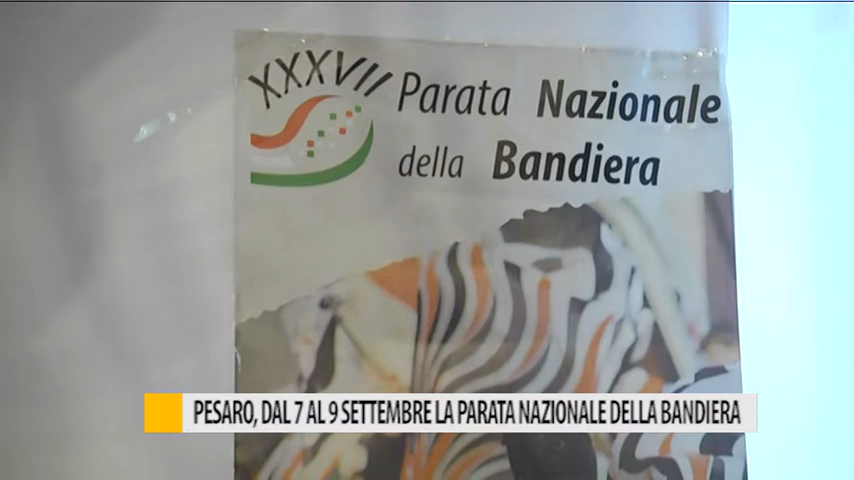 XXXVII
Parata Nazionale
della Bandiera
PESARO, DAL 7 AL 9 SETTEMBRE LA PARATA NAZIONALE DELLA BANDIERA